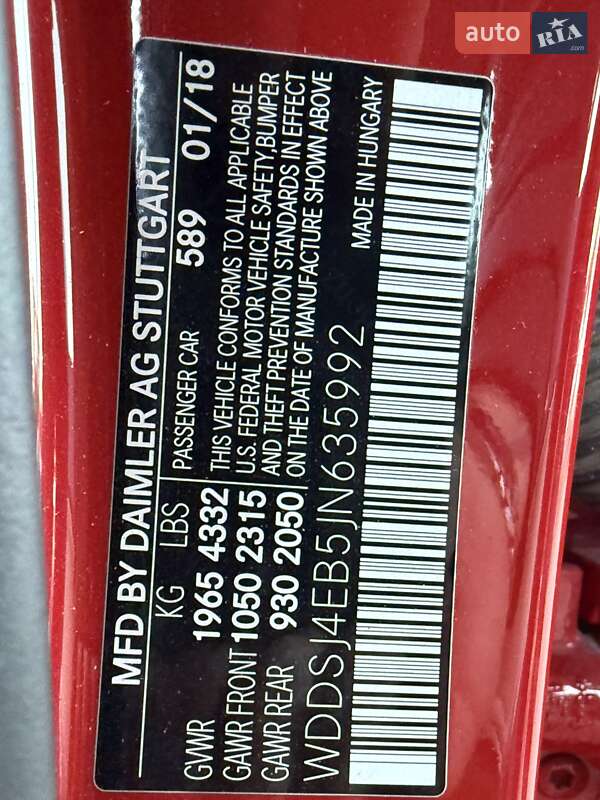 auto RIA .com
MFD BY DAIMLER AG STUTTGART
KG LBS PASSENGER CAR 589 01/18
GVWR 1965 4332
GAWR FRONT 1050 2315
GAWR REAR 930 2050
THIS VEHICLE CONFORMS TO ALL APPLICABLE
U.S. FEDERAL MOTOR VEHICLE SAFETY, BUMPER
AND THEFT PREVENTION STANDARDS IN EFFECT
ON THE DATE OF MANUFACTURE SHOWN ABOVE
WDDSJ4EB5JN635992 MADE IN HUNGARY